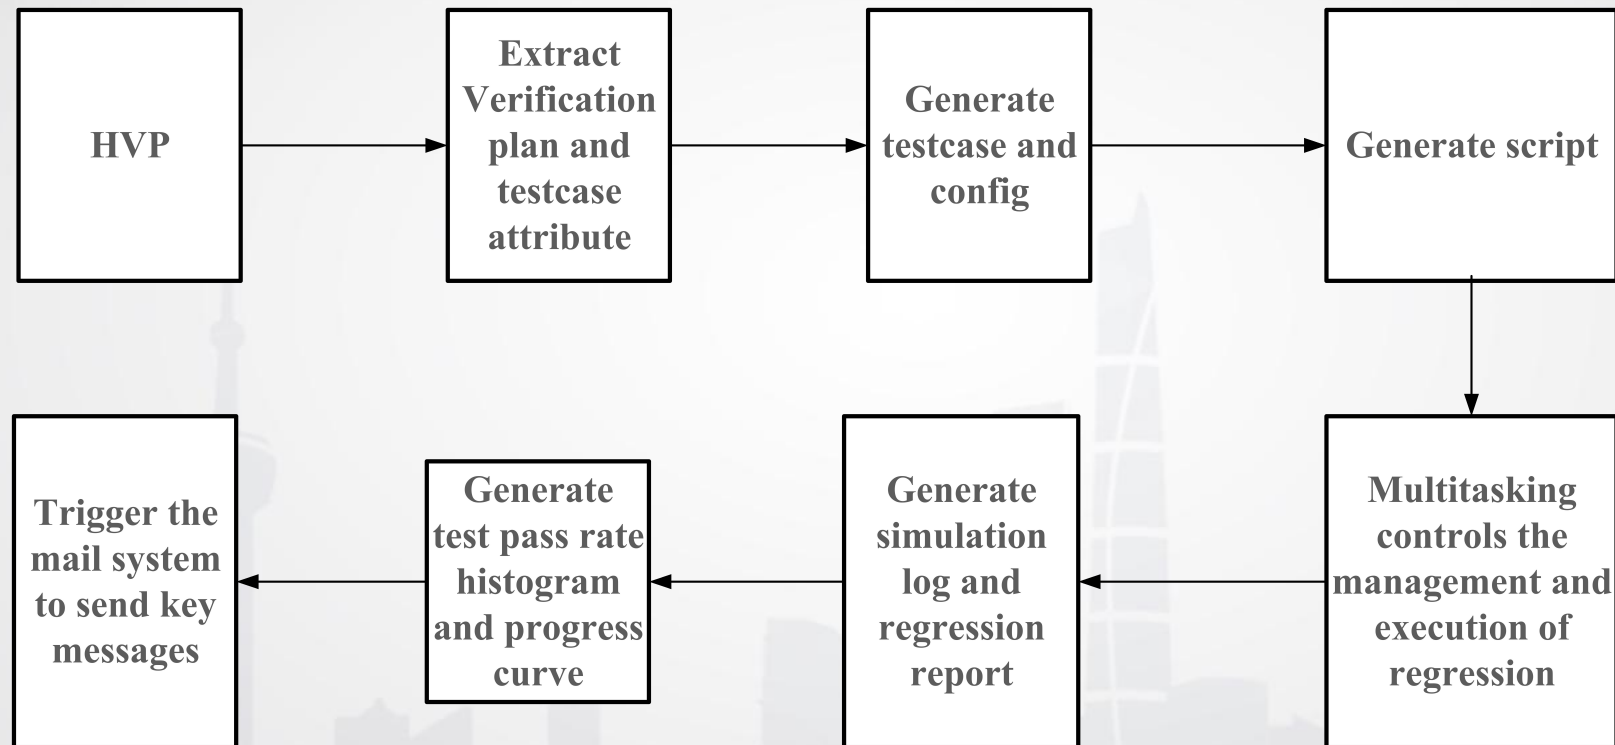 HVP
Extract
Verification
plan and
testcase
attribute
Generate
testcase and
config
Generate script
Trigger the
mail system
to send key
messages
Generate
test pass rate
histogram
and progress
curve
Generate
simulation
log and
regression
report
Multitasking
controls the
management and
execution of
regression